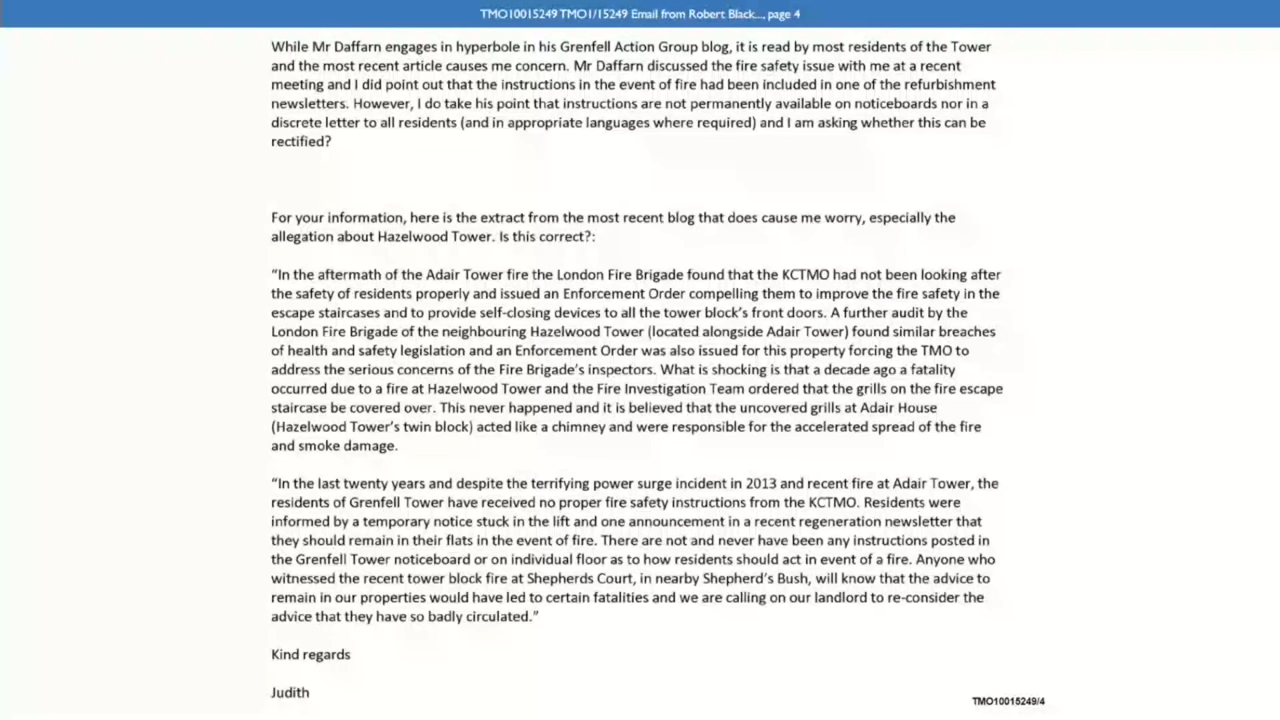 TMO10015249 TMO1/15249 Email from Robert Black..., page 4
While Mr Daffarn engages in hyperbole in his Grenfell Action Group blog, it is read by most residents of the Tower
and the most recent article causes me concern. Mr Daffarn discussed the fire safety issue with me at a recent
meeting and I did point out that the instructions in the event of fire had been included in one of the refurbishment
newsletters. However, I do take his point that instructions are not permanently available on noticeboards nor in a
discrete letter to all residents (and in appropriate languages where required) and I am asking whether this can be
rectified?
For your information, here is the extract from the most recent blog that does cause me worry, especially the
allegation about Hazelwood Tower. Is this correct?:
“In the aftermath of the Adair Tower fire the London Fire Brigade found that the KCTMO had not been looking after
the safety of residents properly and issued an Enforcement Order compelling them to improve the fire safety in the
escape staircases and to provide self-closing devices to all the tower block’s front doors. A further audit by the
London Fire Brigade of the neighbouring Hazelwood Tower (located alongside Adair Tower) found similar breaches
of health and safety legislation and an Enforcement Order was also issued for this property forcing the TMO to
address the serious concerns of the Fire Brigade’s inspectors. What is shocking is that a decade ago a fatality
occurred due to a fire at Hazelwood Tower and the Fire Investigation Team ordered that the grills on the fire escape
staircase be covered over. This never happened and it is believed that the uncovered grills at Adair House
(Hazelwood Tower’s twin block) acted like a chimney and were responsible for the accelerated spread of the fire
and smoke damage.
“In the last twenty years and despite the terrifying power surge incident in 2013 and recent fire at Adair Tower, the
residents of Grenfell Tower have received no proper fire safety instructions from the KCTMO. Residents were
informed by a temporary notice stuck in the lift and one announcement in a recent regeneration newsletter that
they should remain in their flats in the event of fire. There are not and never have been any instructions posted in
the Grenfell Tower noticeboard or on individual floor as to how residents should act in event of a fire. Anyone who
witnessed the recent tower block fire at Shepherds Court, in nearby Shepherd’s Bush, will know that the advice to
remain in our properties would have led to certain fatalities and we are calling on our landlord to re-consider the
advice that they have so badly circulated.”
Kind regards
Judith
TMO10015249/4